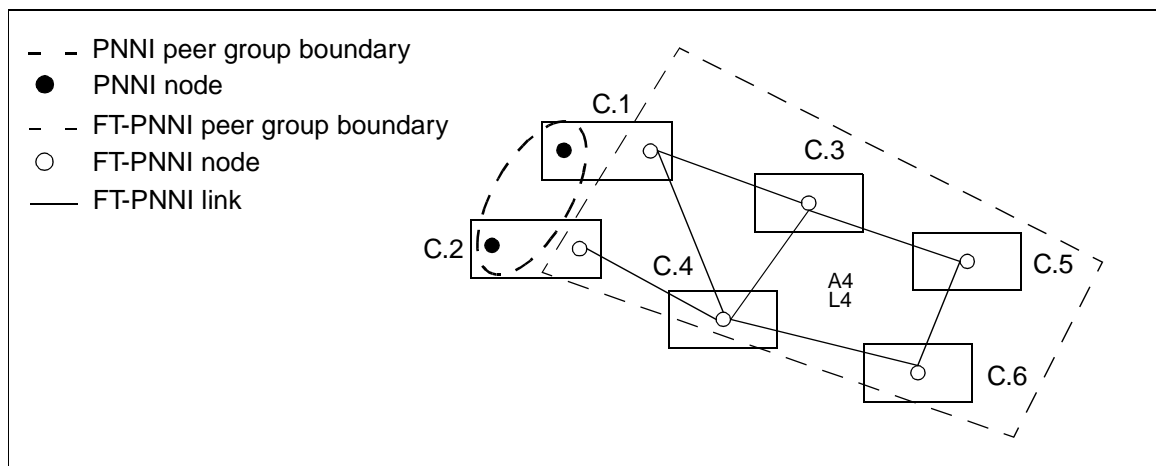 PNNI peer group boundary
PNNI node
FT-PNNI peer group boundary
FT-PNNI node
FT-PNNI link
C.1
C.3
C.2
C.4
C.5
A4
L4
C.6